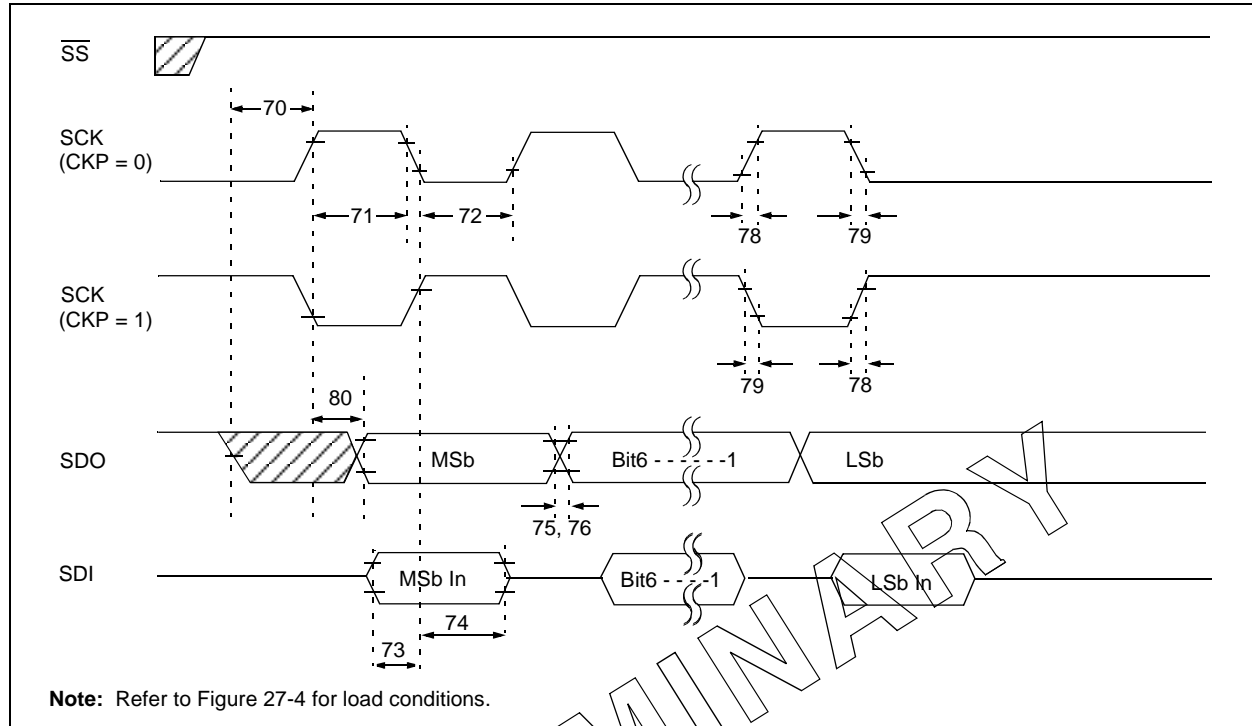 SS
70
SCK
(CKP = 0)
71
72
78
79
SCK
(CKP = 1)
79
78
80
SDO
MSb
Bit6 - - - - - -1
LSb
75, 76
SDI
MSb In
Bit6 - - - -1
LSb In
74
73
Note: Refer to Figure 27-4 for load conditions.
MINARY